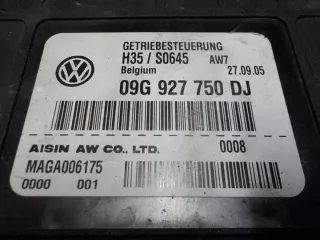 GETRIEBESTEUERUNG
H35 / S0645 AW7
Belgium 27.09.05
09G 927 750 DJ
AISIN AW CO., LTD. 0008
MAGA006175
0000 001